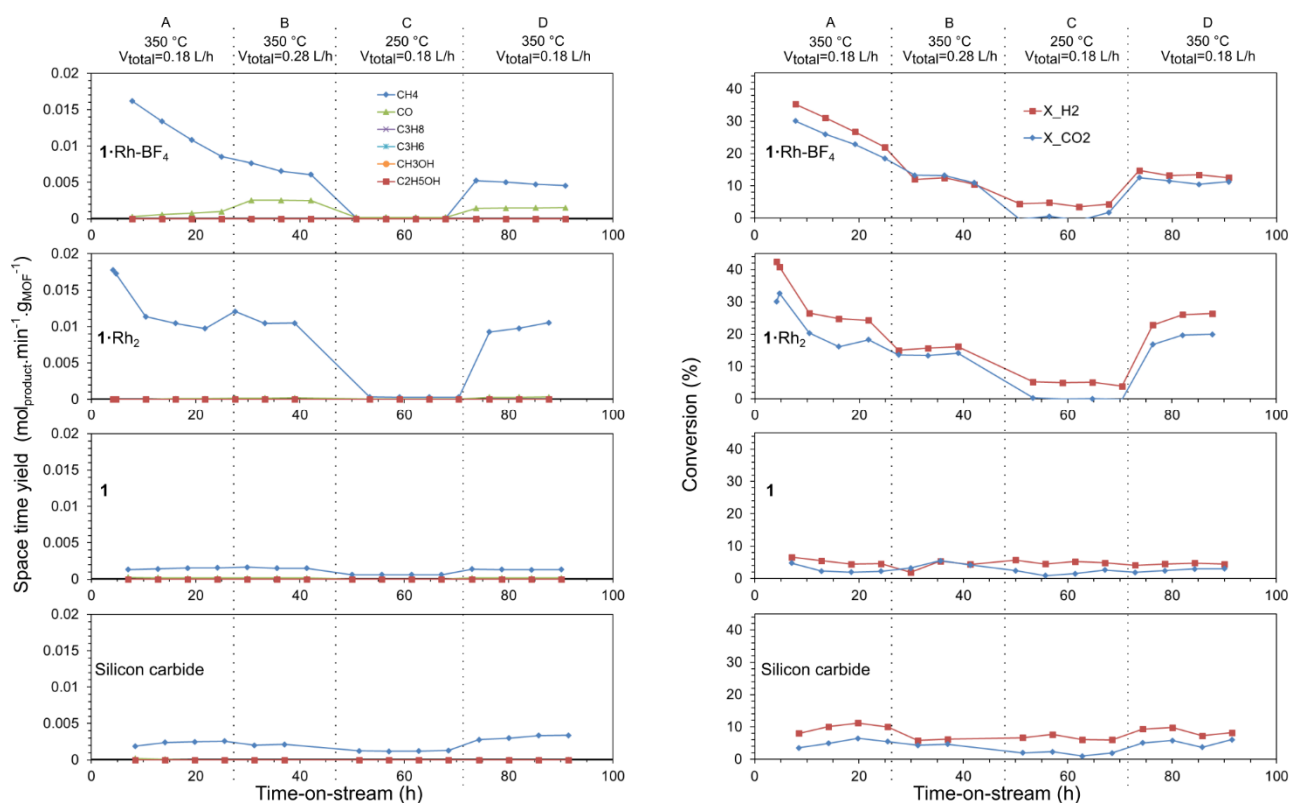 A
B
C
D
350 °C
350 °C
250 °C
350 °C
Vtotal=0.18 L/h
Vtotal=0.28 L/h
Vtotal=0.18 L/h
Vtotal=0.18 L/h
0.02
0.015
0.01
0.005
0
CH4
CO
C3H8
C3H6
CH3OH
C2H5OH
1·Rh-BF4
0 20 40 60 80 100
0.02
0.015
0.01
0.005
0
1·Rh2
0 20 40 60 80 100
0.02
0.015
0.01
0.005
0
1
0 20 40 60 80 100
0.02
0.015
0.01
0.005
0
Silicon carbide
0 20 40 60 80 100
Space time yield (molproduct·min-1·gMOF-1)
Time-on-stream (h)
A
B
C
D
350 °C
350 °C
250 °C
350 °C
Vtotal=0.18 L/h
Vtotal=0.28 L/h
Vtotal=0.18 L/h
Vtotal=0.18 L/h
40
30
20
10
0
X_H2
X_CO2
1·Rh-BF4
0 20 40 60 80 100
40
30
20
10
0
1·Rh2
0 20 40 60 80 100
40
30
20
10
0
1
0 20 40 60 80 100
40
30
20
10
0
Silicon carbide
0 20 40 60 80 100
Conversion (%)
Time-on-stream (h)